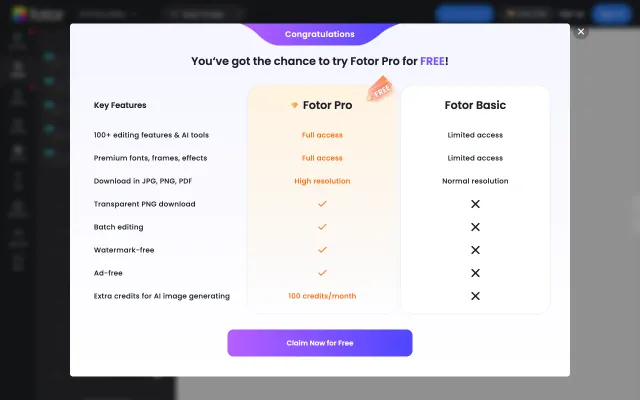 Congratulations
You've got the chance to try Fotor Pro for FREE!
Key Features
Fotor Pro
FREE
Fotor Basic
100+ editing features & AI tools
Full access
Limited access
Premium fonts, frames, effects
Full access
Limited access
Download in JPG, PNG, PDF
High resolution
Normal resolution
Transparent PNG download
Batch editing
Watermark-free
Ad-free
Extra credits for AI image generating
100 credits/month
Claim Now for Free